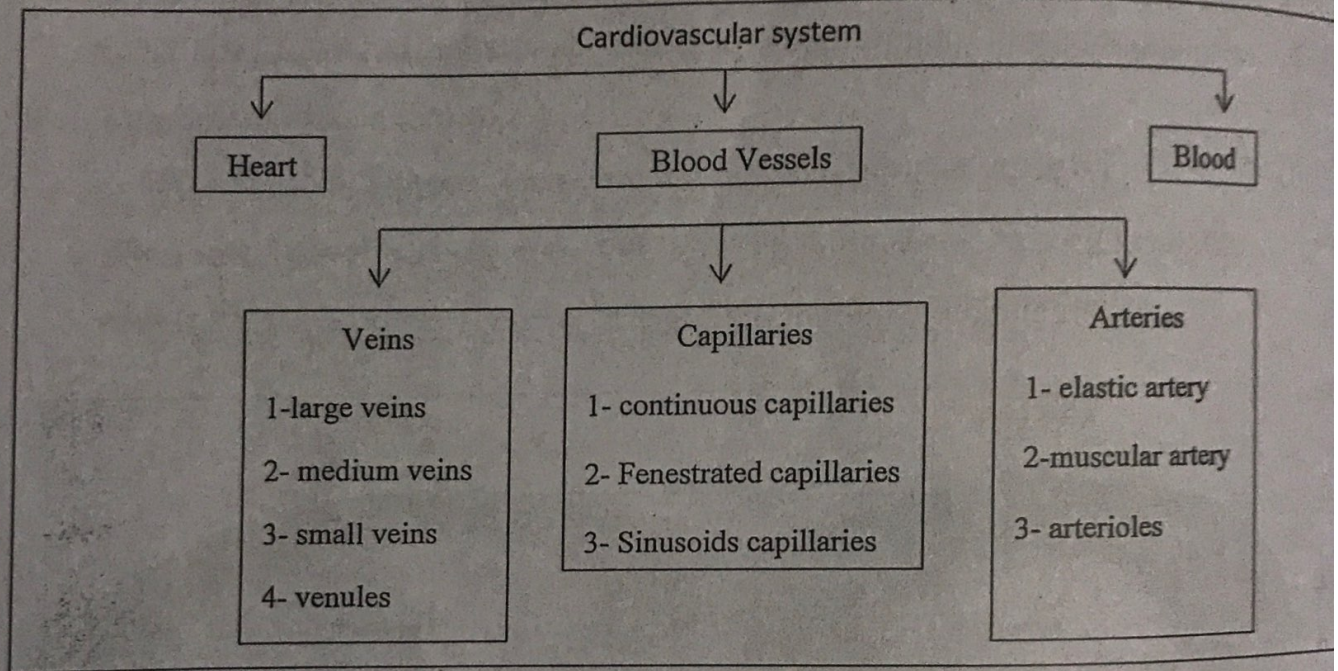 Cardiovascular system
Heart
Blood Vessels
Blood
Veins
1-large veins
2- medium veins
3- small veins
4- venules
Capillaries
1- continuous capillaries
2- Fenestrated capillaries
3- Sinusoids capillaries
Arteries
1- elastic artery
2-muscular artery
3- arterioles